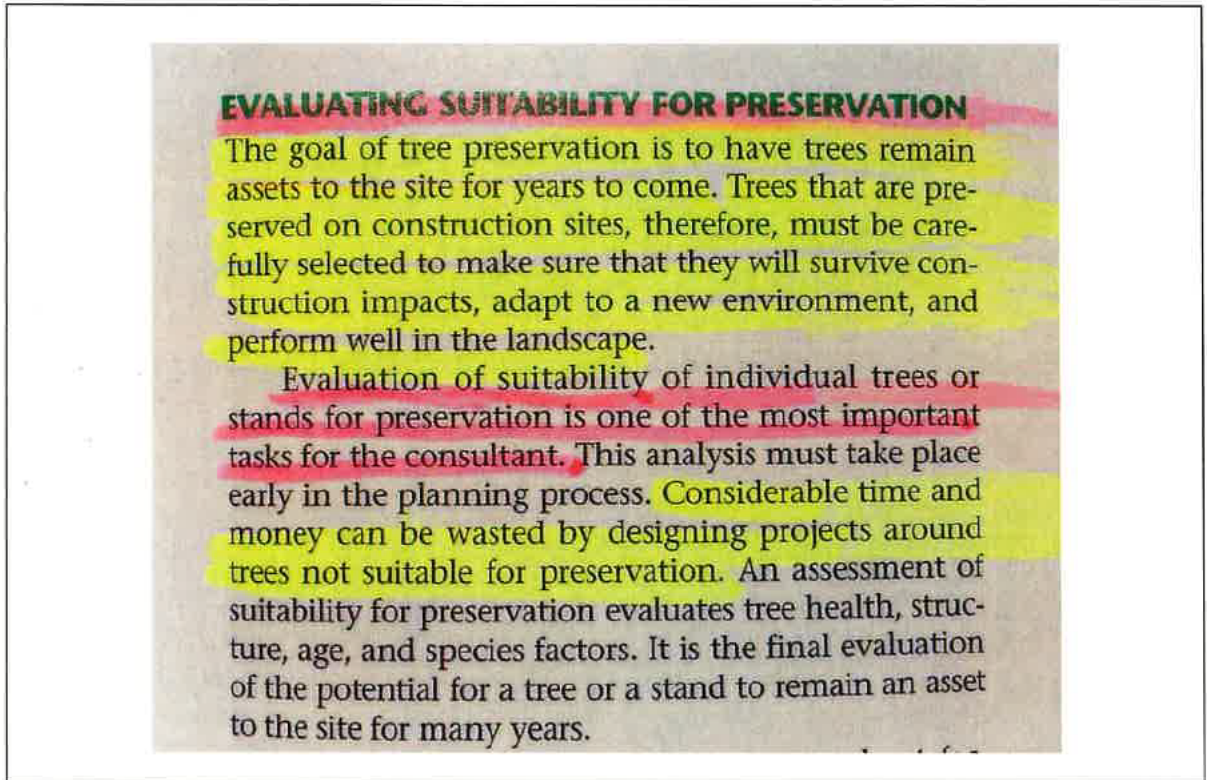 EVALUATING SUITABILITY FOR PRESERVATION
The goal of tree preservation is to have trees remain
assets to the site for years to come. Trees that are pre-
served on construction sites, therefore, must be care-
fully selected to make sure that they will survive con-
struction impacts, adapt to a new environment, and
perform well in the landscape.
Evaluation of suitability of individual trees or
stands for preservation is one of the most important
tasks for the consultant. This analysis must take place
early in the planning process. Considerable time and
money can be wasted by designing projects around
trees not suitable for preservation. An assessment of
suitability for preservation evaluates tree health, struc-
ture, age, and species factors. It is the final evaluation
of the potential for a tree or a stand to remain an asset
to the site for many years.